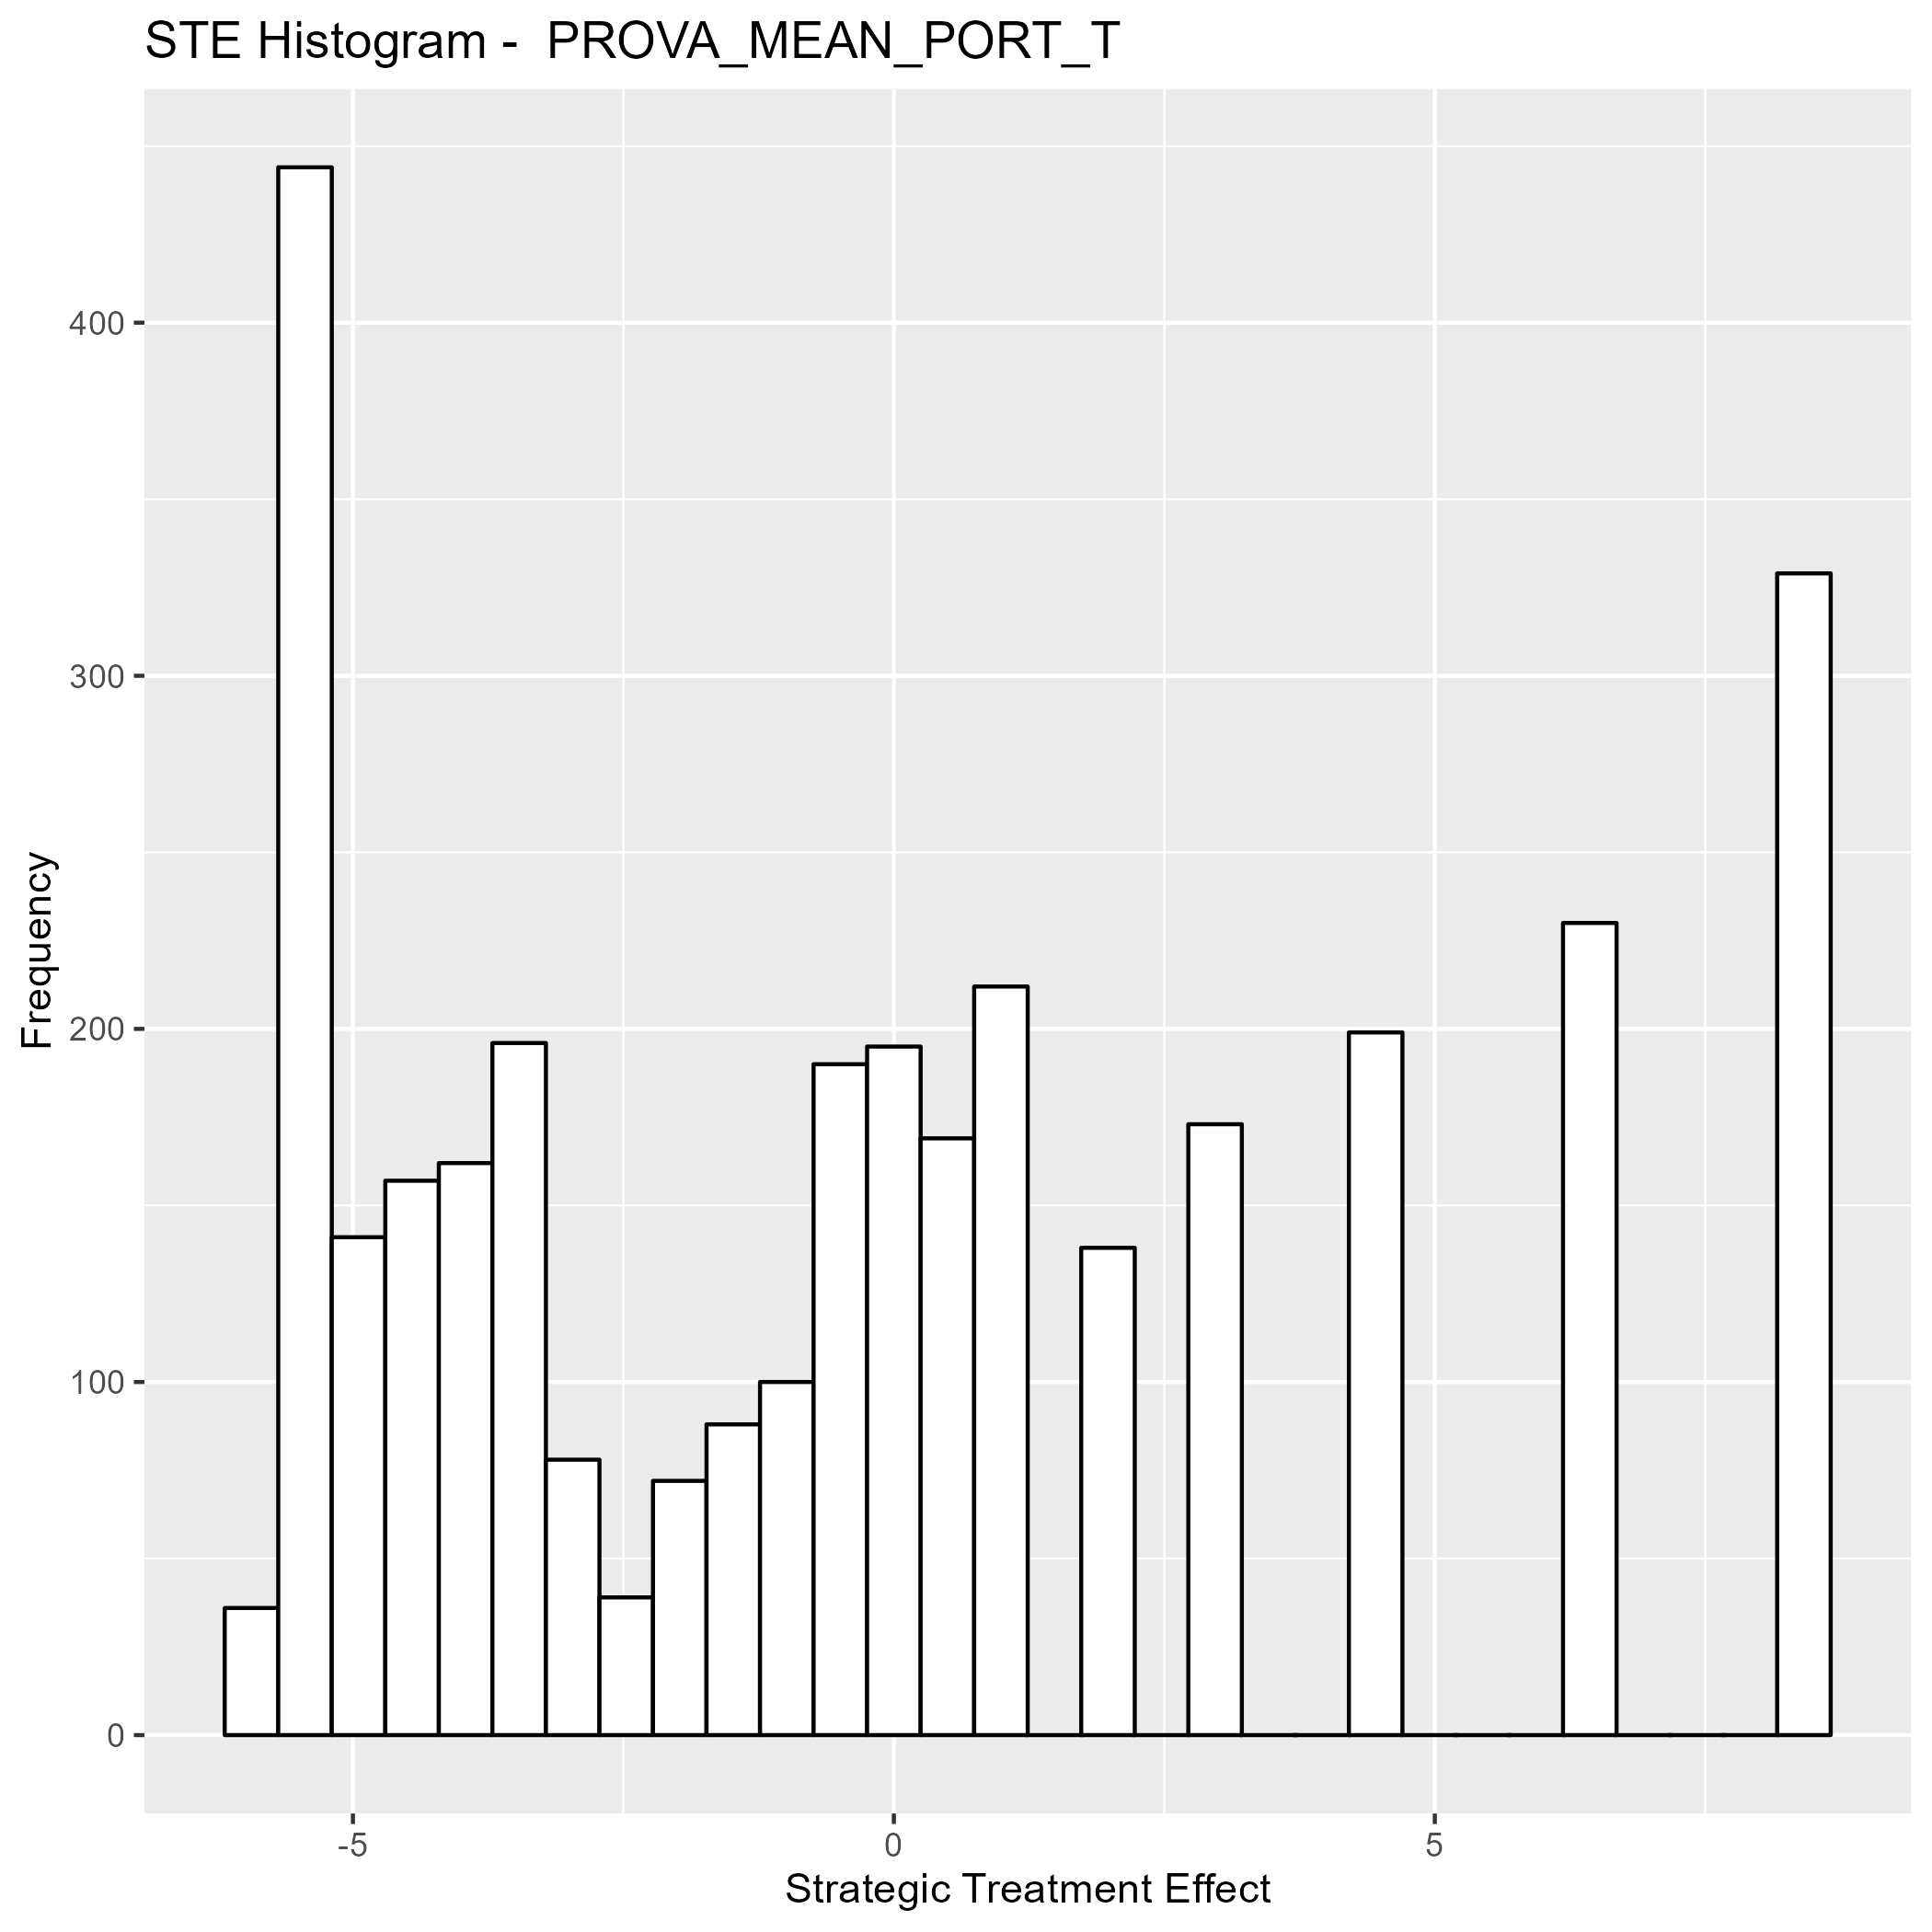 STE Histogram -  PROVA_MEAN_PORT_T
Frequency
400
300
200
100
0
-5
0
5
Strategic Treatment Effect